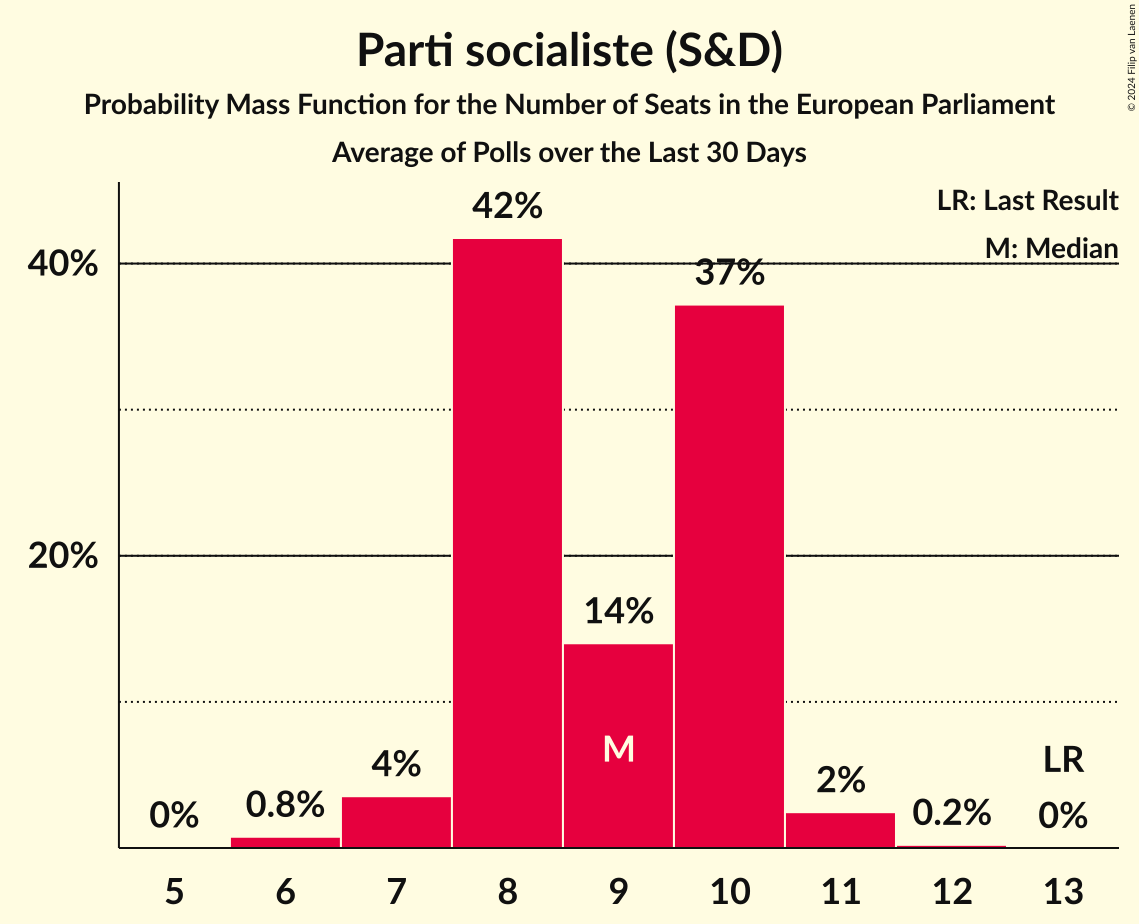 Parti socialiste (S&D)
Probability Mass Function for the Number of Seats in the European Parliament
Average of Polls over the Last 30 Days
© 2024 Filip van Laenen
LR: Last Result
M: Median
42%
40%
37%
20%
14%
M
4%
LR
2%
0%
0.8%
0.2%
0%
5 6 7 8 9 10 11 12 13